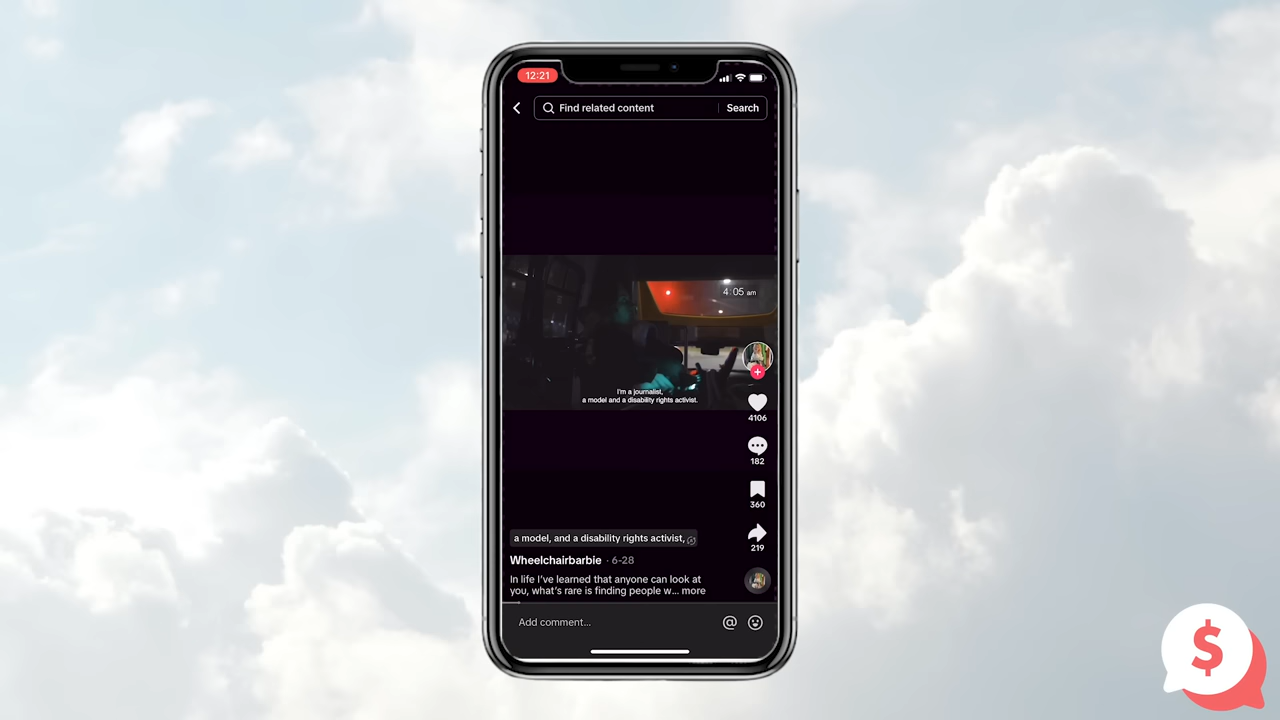 12:21
Find related content
Search
4:05 am
I'm a journalist,
a model and a disability rights activist.
4106
182
360
219
a model, and a disability rights activist,
Wheelchairbarbie · 6-28
In life I've learned that anyone can look at
you, what's rare is finding people w... more
Add comment...
@
$